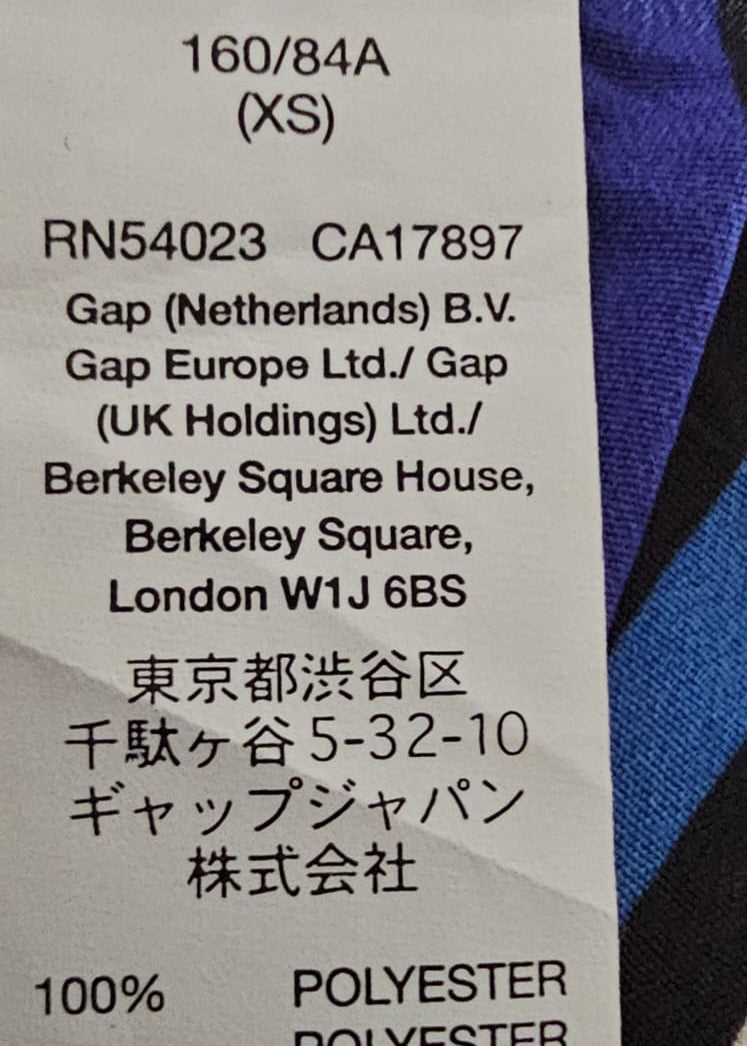 160/84A
(XS)
RN54023 CA17897
Gap (Netherlands) B.V.
Gap Europe Ltd./ Gap
(UK Holdings) Ltd./
Berkeley Square House,
Berkeley Square,
London W1J 6BS
東京都渋谷区
千駄ヶ谷5-32-10
ギャップジャパン
株式会社
100% POLYESTER
POLYESTER